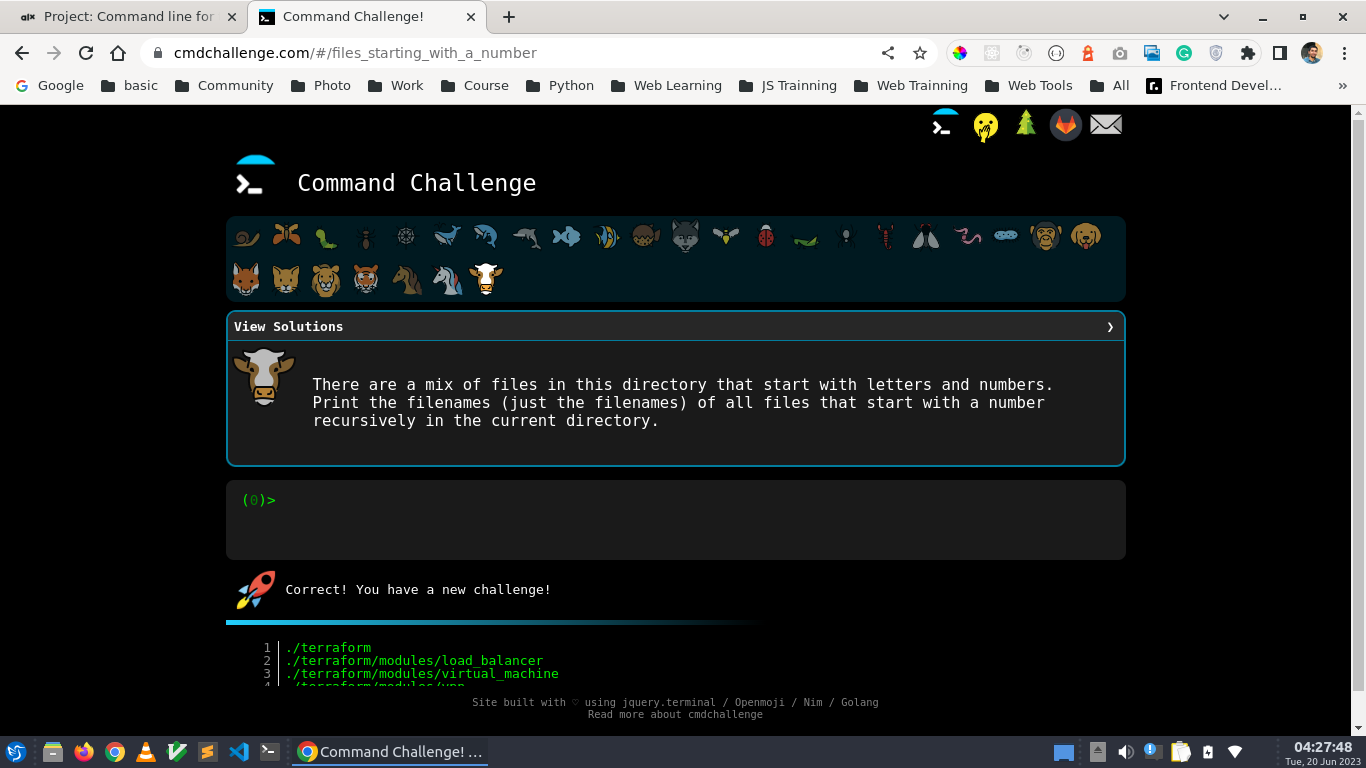 alx Project: Command line for
Command Challenge!
cmdchallenge.com/#/files_starting_with_a_number
Google
basic
Community
Photo
Work
Course
Python
Web Learning
JS Trainning
Web Trainning
Web Tools
All
r. Frontend Devel…
»
Command Challenge
View Solutions
There are a mix of files in this directory that start with letters and numbers.
Print the filenames (just the filenames) of all files that start with a number
recursively in the current directory.
(0)>
Correct! You have a new challenge!
1 ./terraform
2 ./terraform/modules/load_balancer
3 ./terraform/modules/virtual_machine
4 ./terraform/modules/vpn
Site built with ♡ using jquery.terminal / Openmoji / Nim / Golang
Read more about cmdchallenge
Command Challenge! …
04:27:48
Tue, 20 Jun 2023